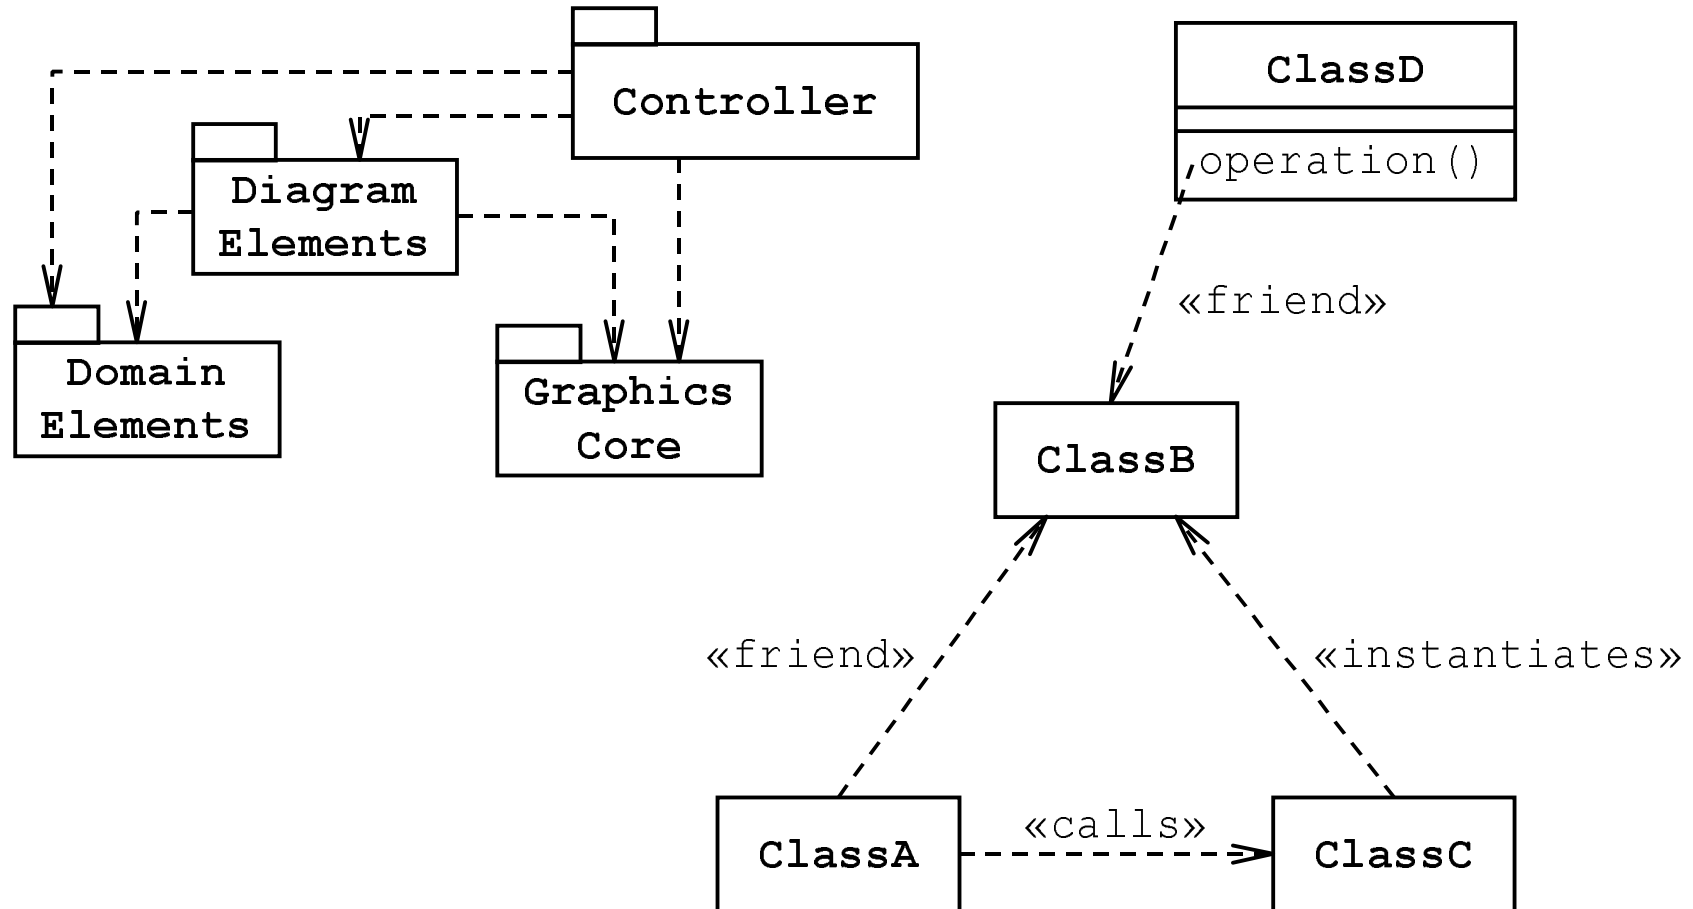 Controller
Diagram
Elements
Domain
Elements
Graphics
Core
ClassD
operation()
«friend»
ClassB
«friend»
«instantiates»
«calls»
ClassA
ClassC